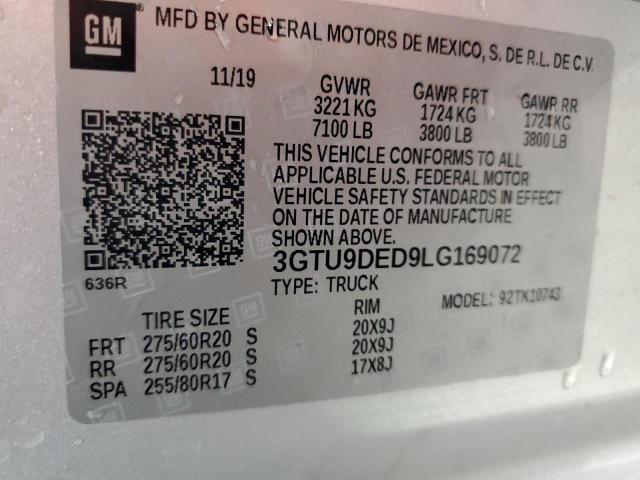 GM
MFD BY GENERAL MOTORS DE MEXICO, S. DE R.L. DE C.V.
11/19 GVWR GAWR FRT GAWR RR
3221 KG 1724 KG 1724 KG
7100 LB 3800 LB 3800 LB
THIS VEHICLE CONFORMS TO ALL
APPLICABLE U.S. FEDERAL MOTOR
VEHICLE SAFETY STANDARDS IN EFFECT
ON THE DATE OF MANUFACTURE
SHOWN ABOVE.
3GTU9DED9LG169072
636R
TYPE: TRUCK MODEL: 92TK10743
TIRE SIZE RIM
FRT 275/60R20 S 20X9J
RR 275/60R20 S 20X9J
SPA 255/80R17 S 17X8J